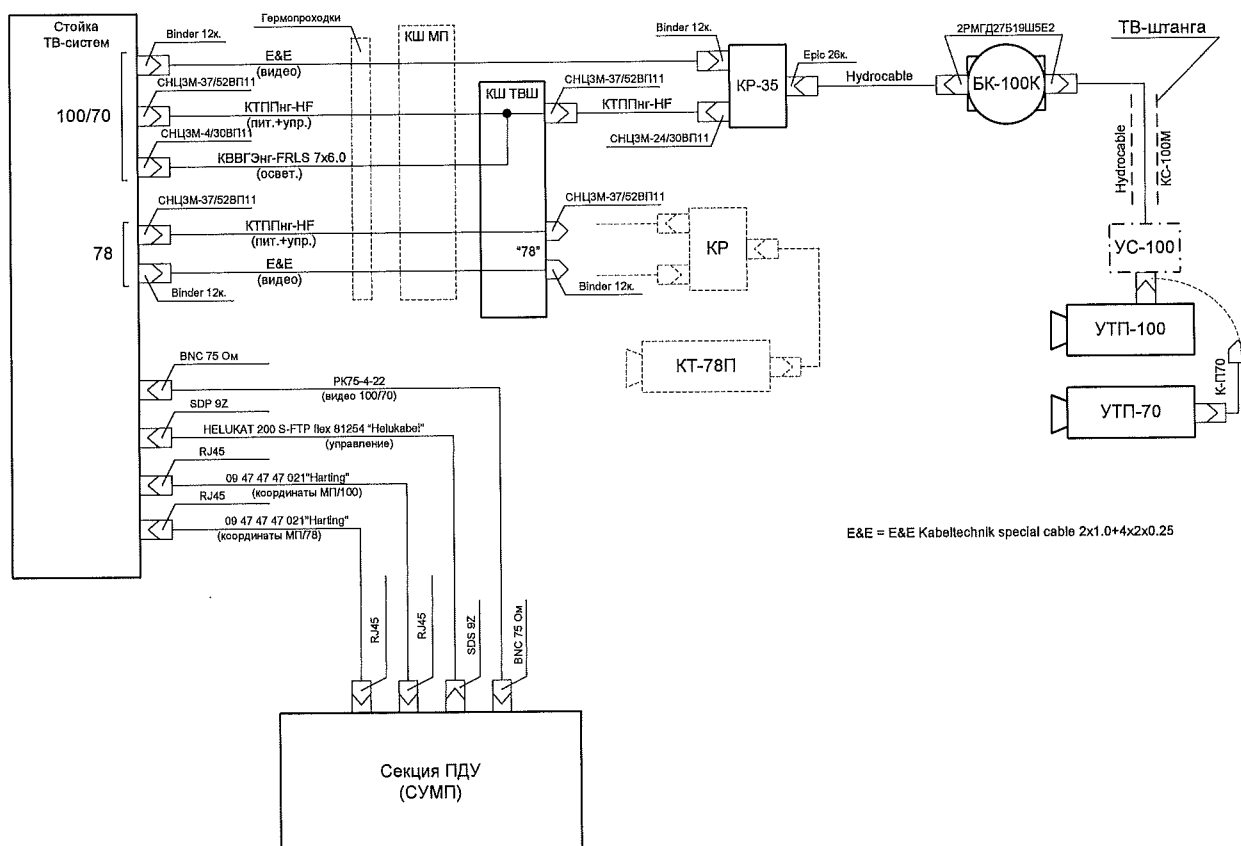 Стойка
ТВ-систем
100/70
78
Binder 12к.
E&E
(видео)
СНЦ3М-37/52ВП11
КТППнг-HF
(пит.+упр.)
СНЦ3М-4/30ВП11
КВВГЭнг-FRLS 7x6.0
(освет.)
СНЦ3М-37/52ВП11
КТППнг-HF
(пит.+упр.)
E&E
(видео)
Binder 12к.
Гермопроходки
КШ МП
КШ ТВШ
"78"
СНЦ3М-37/52ВП11
КТППнг-HF
Binder 12к.
КР-35
СНЦ3М-24/30ВП11
Epic 26к.
Hydrocable
2РМГД27Б19Ш5Е2
БК-100К
ТВ-штанга
Hydrocable
КС-100М
УС-100
УТП-100
К-П70
УТП-70
СНЦ3М-37/52ВП11
Binder 12к.
КР
КТ-78П
BNC 75 Ом
РК75-4-22
(видео 100/70)
SDP 9Z
HELUKAT 200 S-FTP flex 81254 "Helukabel"
(управление)
RJ45
09 47 47 47 021"Harting"
(координаты МП/100)
RJ45
09 47 47 47 021"Harting"
(координаты МП/78)
E&E = E&E Kabeltechnik special cable 2x1.0+4x2x0.25
RJ45
RJ45
SDS 9Z
BNC 75 Ом
Секция ПДУ
(СУМП)